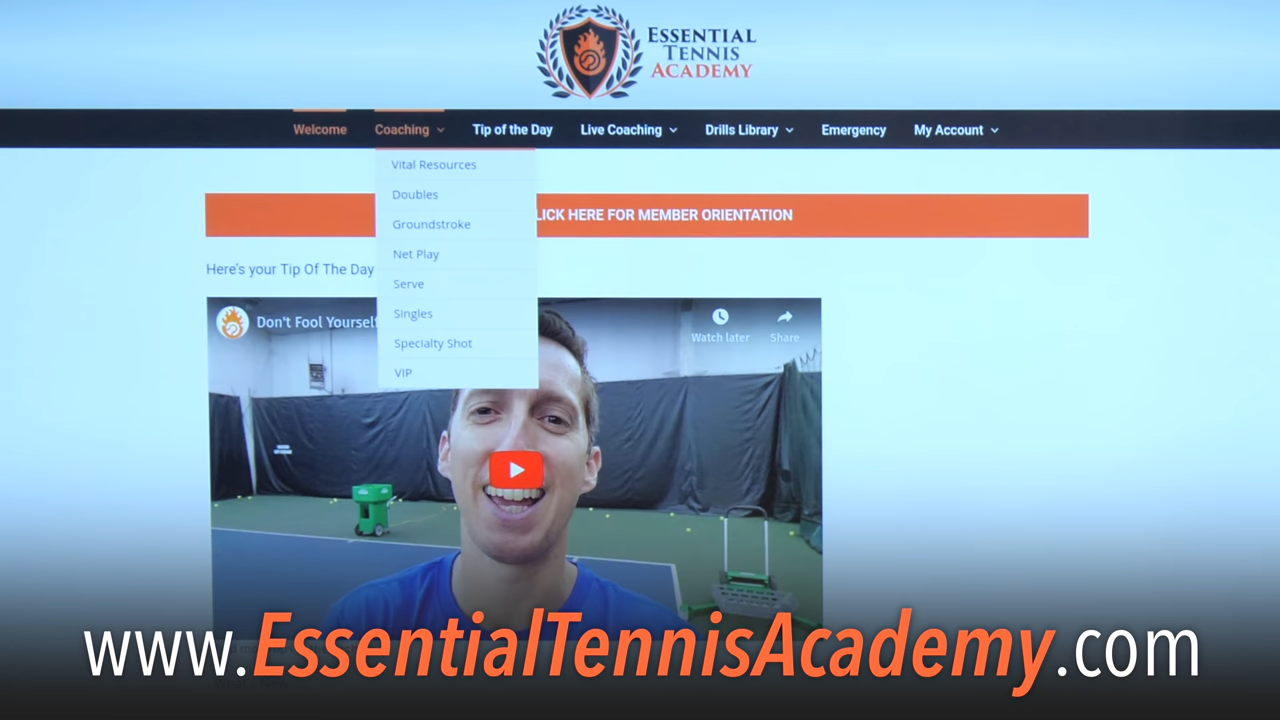 ESSENTIAL
TENNIS
ACADEMY
Welcome
Coaching
Tip of the Day
Live Coaching
Drills Library
Emergency
My Account
Vital Resources
Doubles
Groundstroke
Net Play
Serve
Singles
Specialty Shot
VIP
LICK HERE FOR MEMBER ORIENTATION
Here's your Tip Of The Day
Don't Fool Yourself
Watch later
Share
www.EssentialTennisAcademy.com